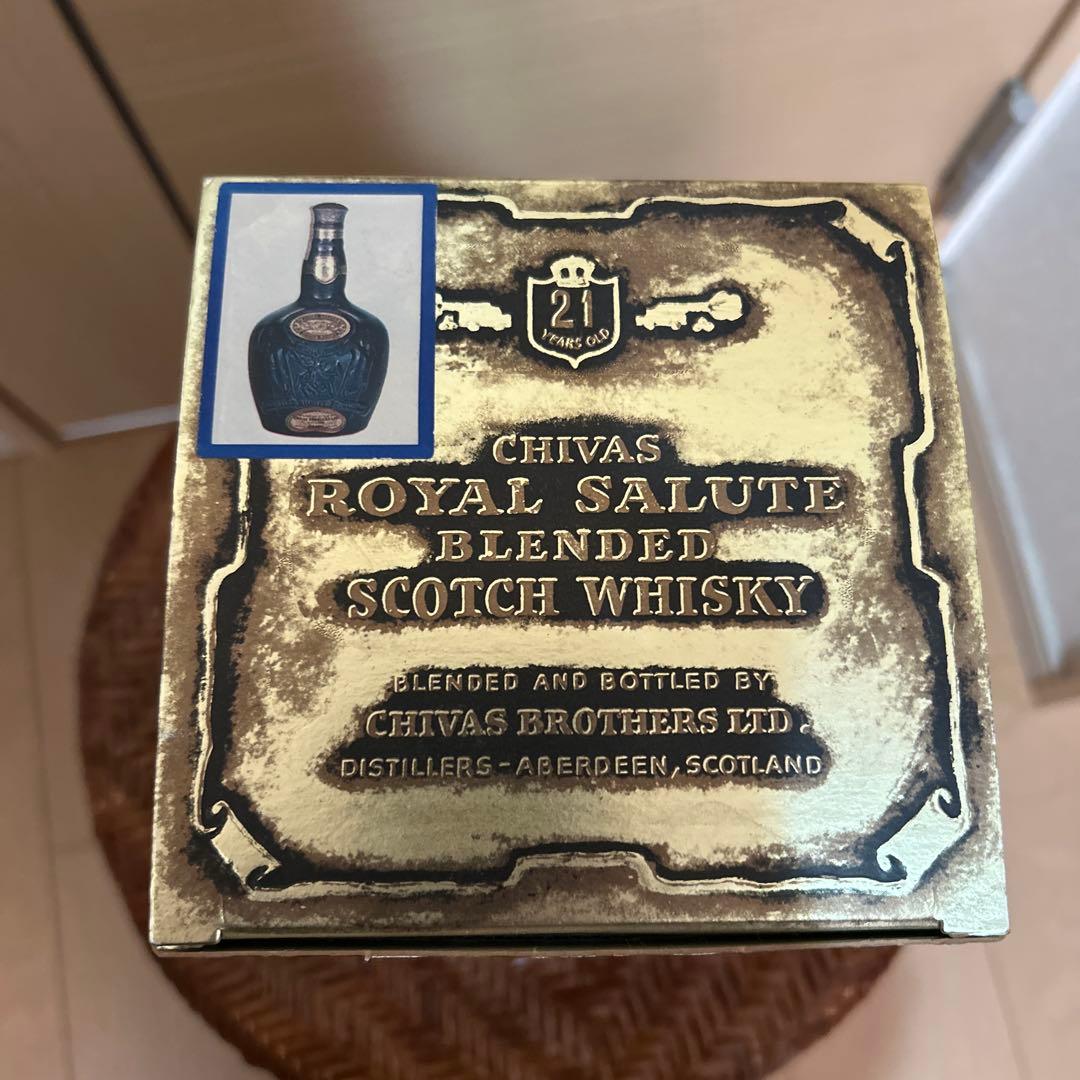 21
YEARS OLD
CHIVAS
ROYAL SALUTE
BLENDED
SCOTCH WHISKY
BLENDED AND BOTTLED BY
CHIVAS BROTHERS LTD.
DISTILLERS-ABERDEEN, SCOTLAND